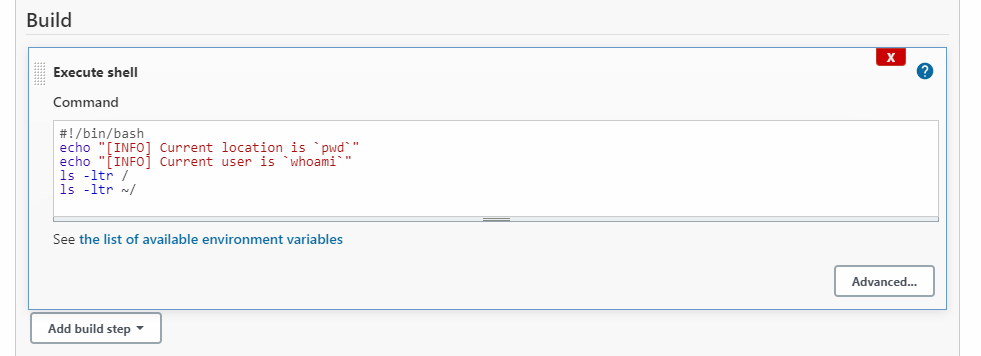 Build
X
Execute shell
?
Command
#!/bin/bash
echo "[INFO] Current location is `pwd`"
echo "[INFO] Current user is `whoami`"
ls -ltr /
ls -ltr ~/
See the list of available environment variables
Advanced...
Add build step